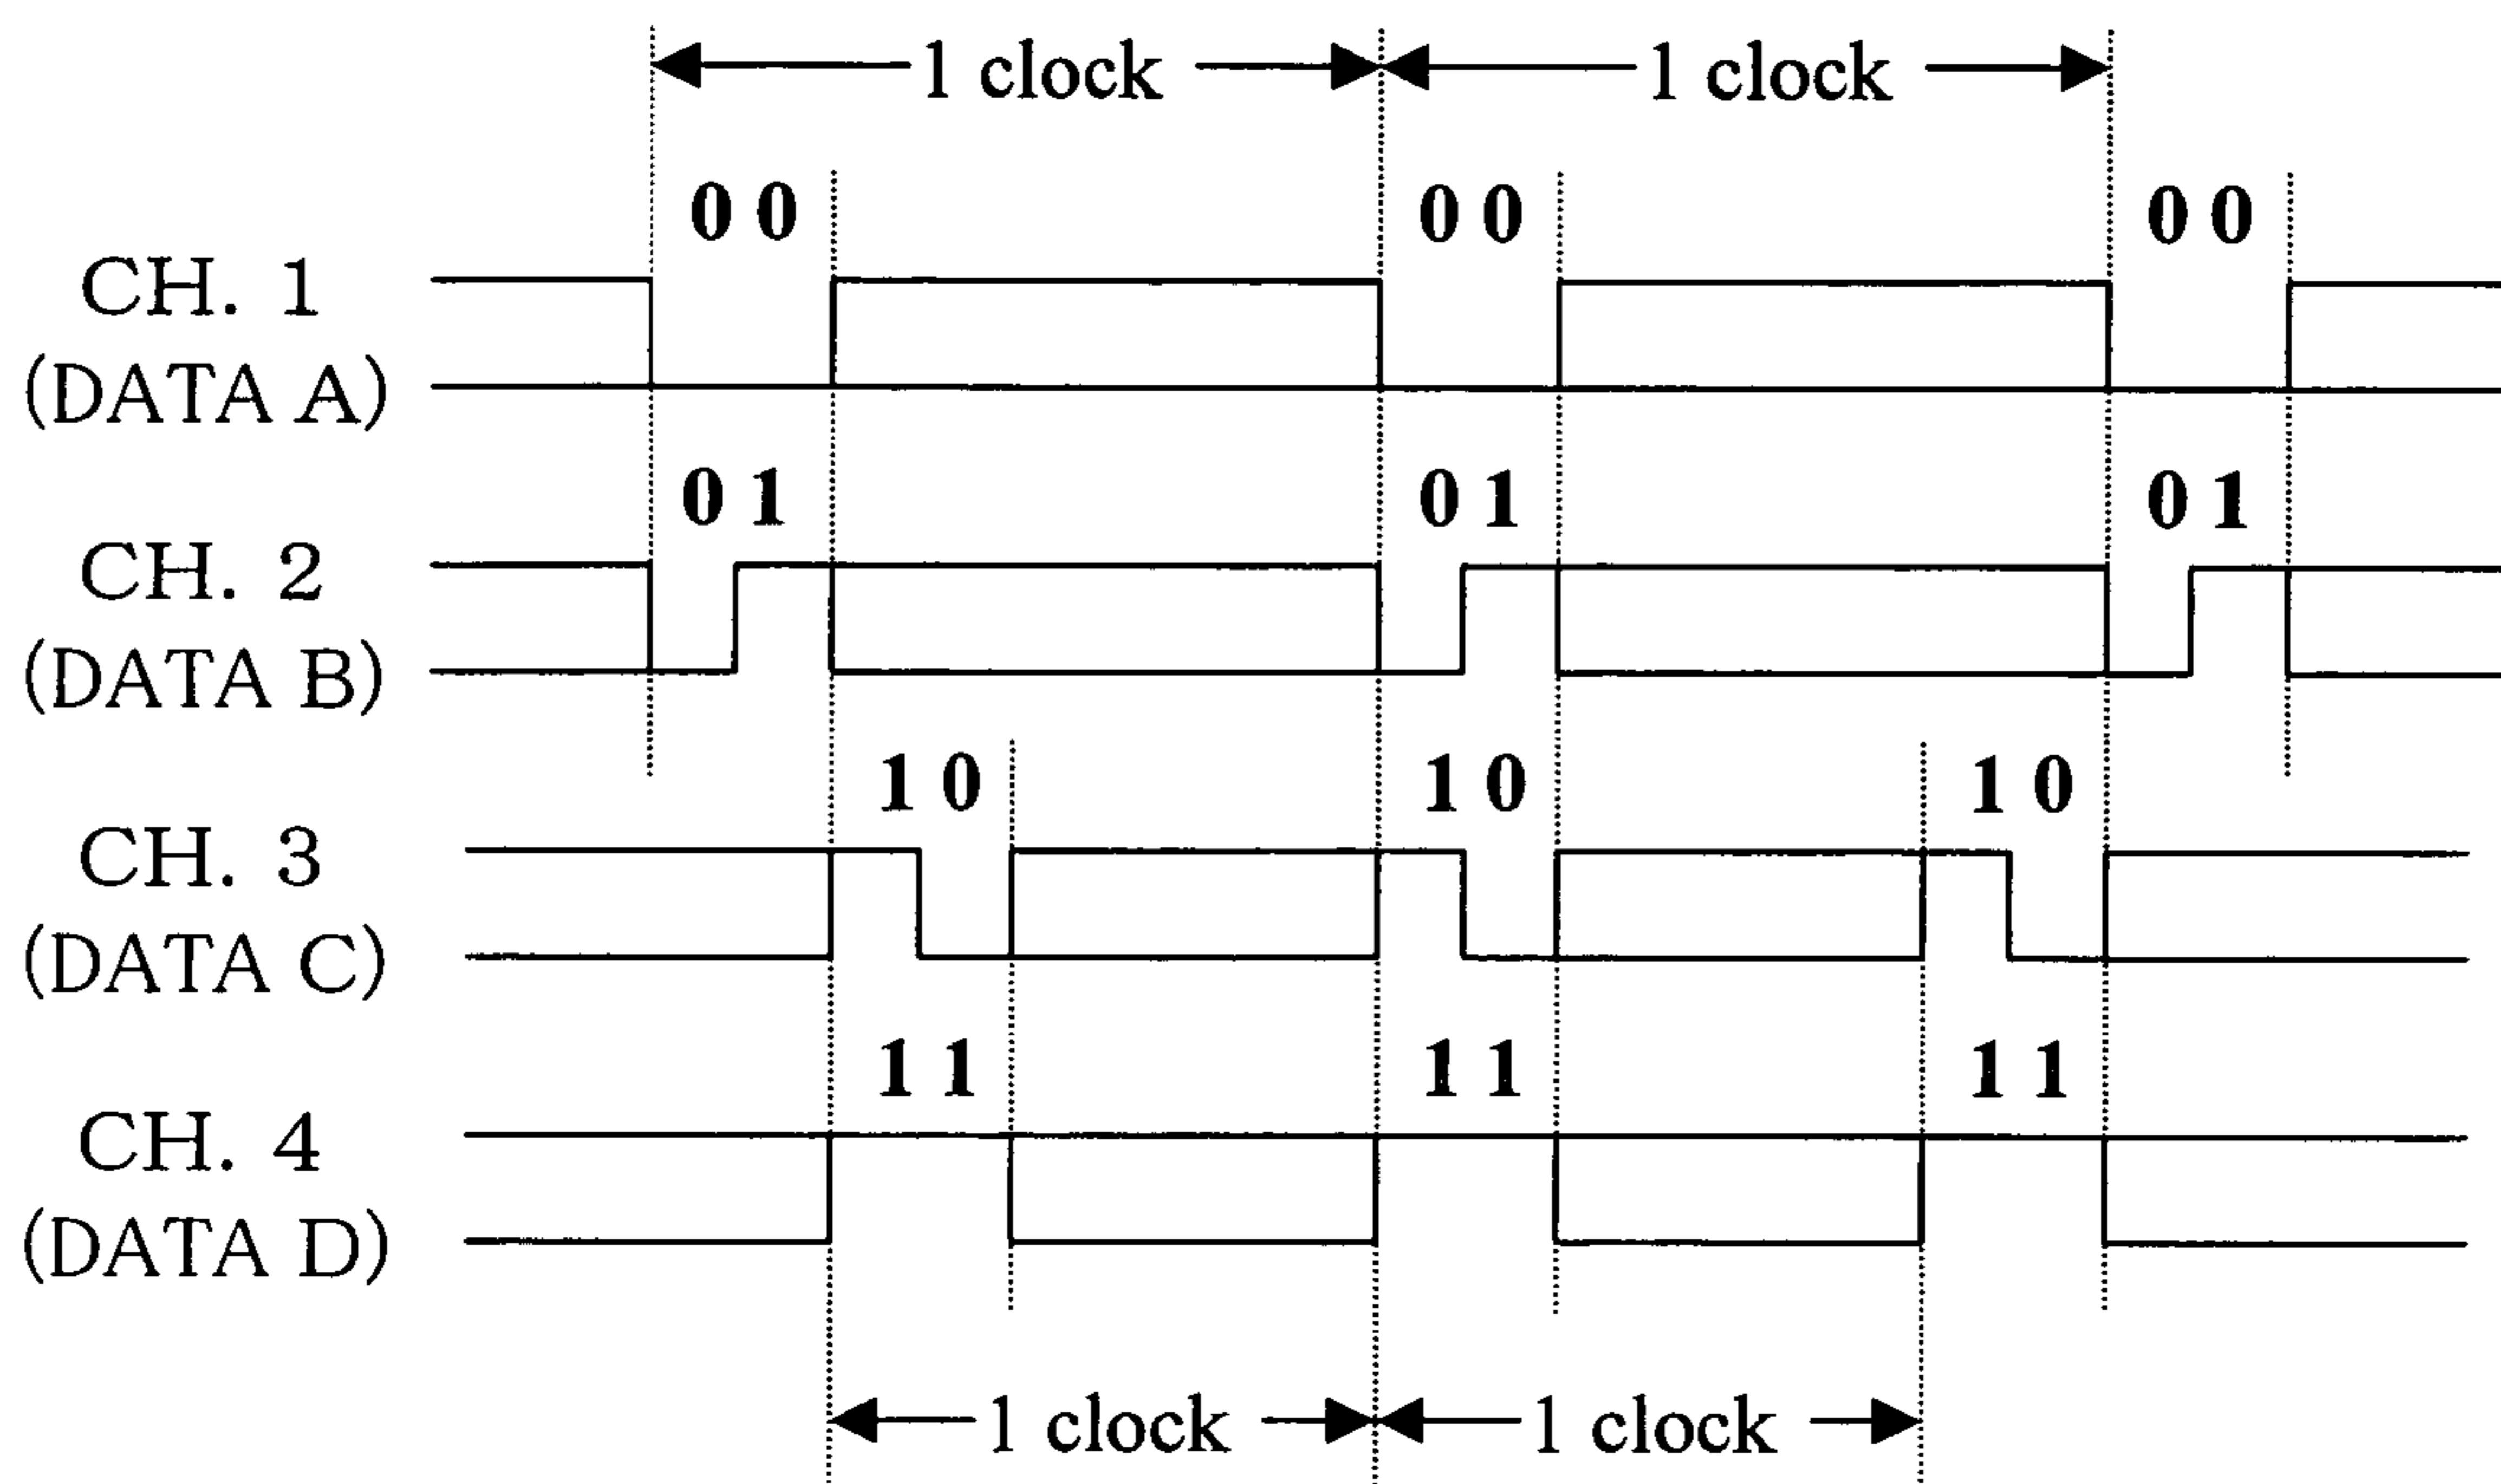 1 clock 1 clock
0 0 0 0 0 0
CH. 1
(DATA A)
0 1 0 1 0 1
CH. 2
(DATA B)
1 0 1 0 1 0
CH. 3
(DATA C)
1 1 1 1 1 1
CH. 4
(DATA D)
1 clock 1 clock